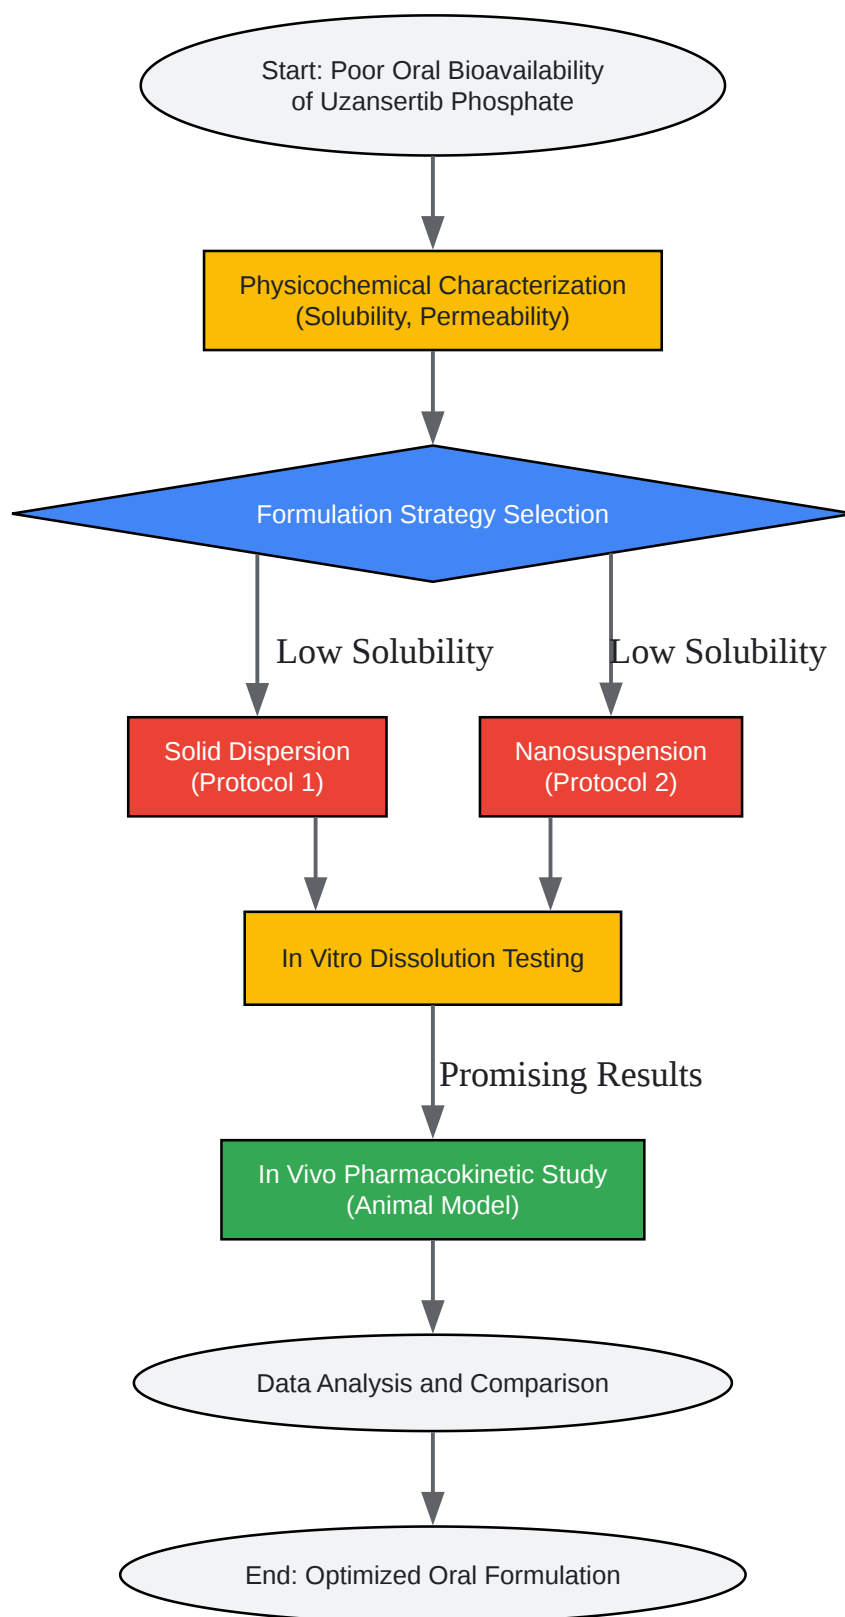 Start: Poor Oral Bioavailability
of Uzansertib Phosphate
Physicochemical Characterization
(Solubility, Permeability)
Formulation Strategy Selection
Low Solubility
Low Solubility
Solid Dispersion
(Protocol 1)
Nanosuspension
(Protocol 2)
In Vitro Dissolution Testing
Promising Results
In Vivo Pharmacokinetic Study
(Animal Model)
Data Analysis and Comparison
End: Optimized Oral Formulation